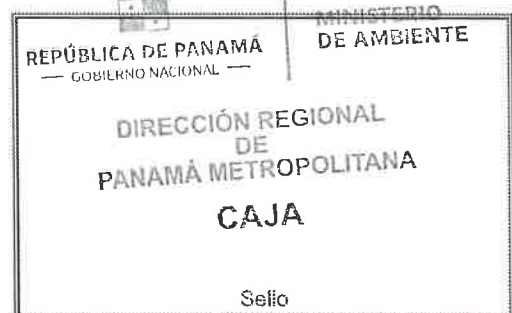 REPÚBLICA DE PANAMÁ
— GOBIERNO NACIONAL —
MINISTERIO
DE AMBIENTE
DIRECCIÓN REGIONAL
DE
PANAMÁ METROPOLITANA
CAJA
Sello